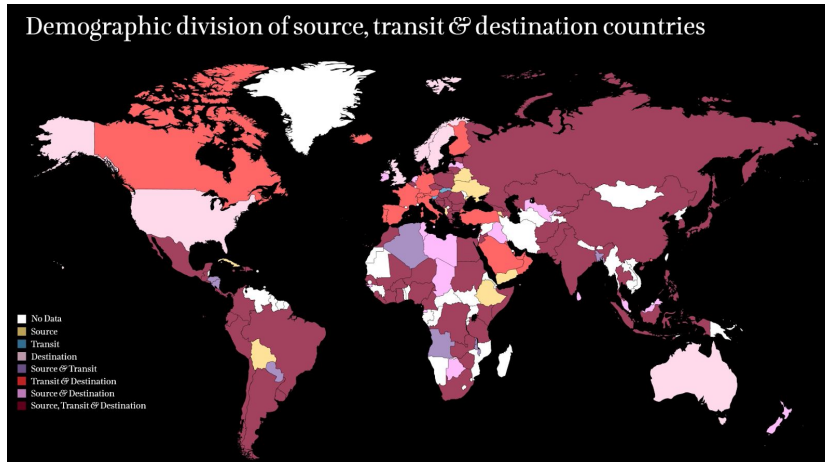 Demographic division of source, transit & destination countries
No Data
Source
Transit
Destination
Source & Transit
Transit & Destination
Source & Destination
Source, Transit & Destination